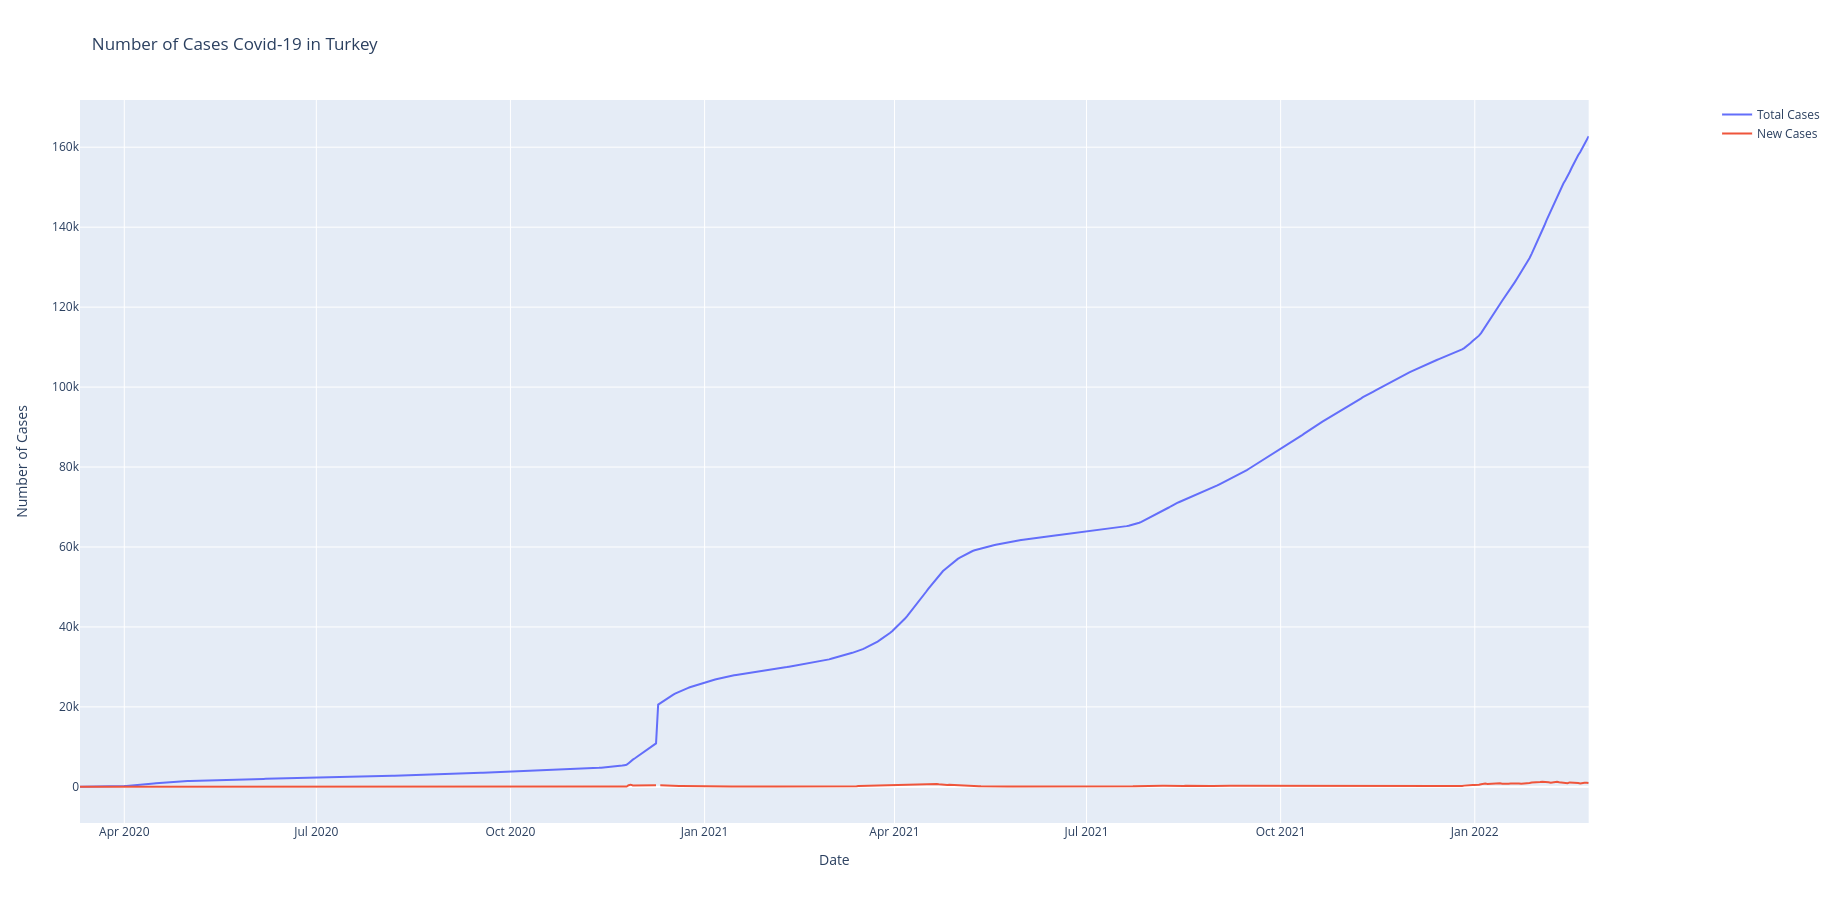 Number of Cases Covid-19 in Turkey
Total Cases
New Cases
160k
140k
120k
100k
80k
60k
40k
20k
0
Number of Cases
Apr 2020
Jul 2020
Oct 2020
Jan 2021
Apr 2021
Jul 2021
Oct 2021
Jan 2022
Date